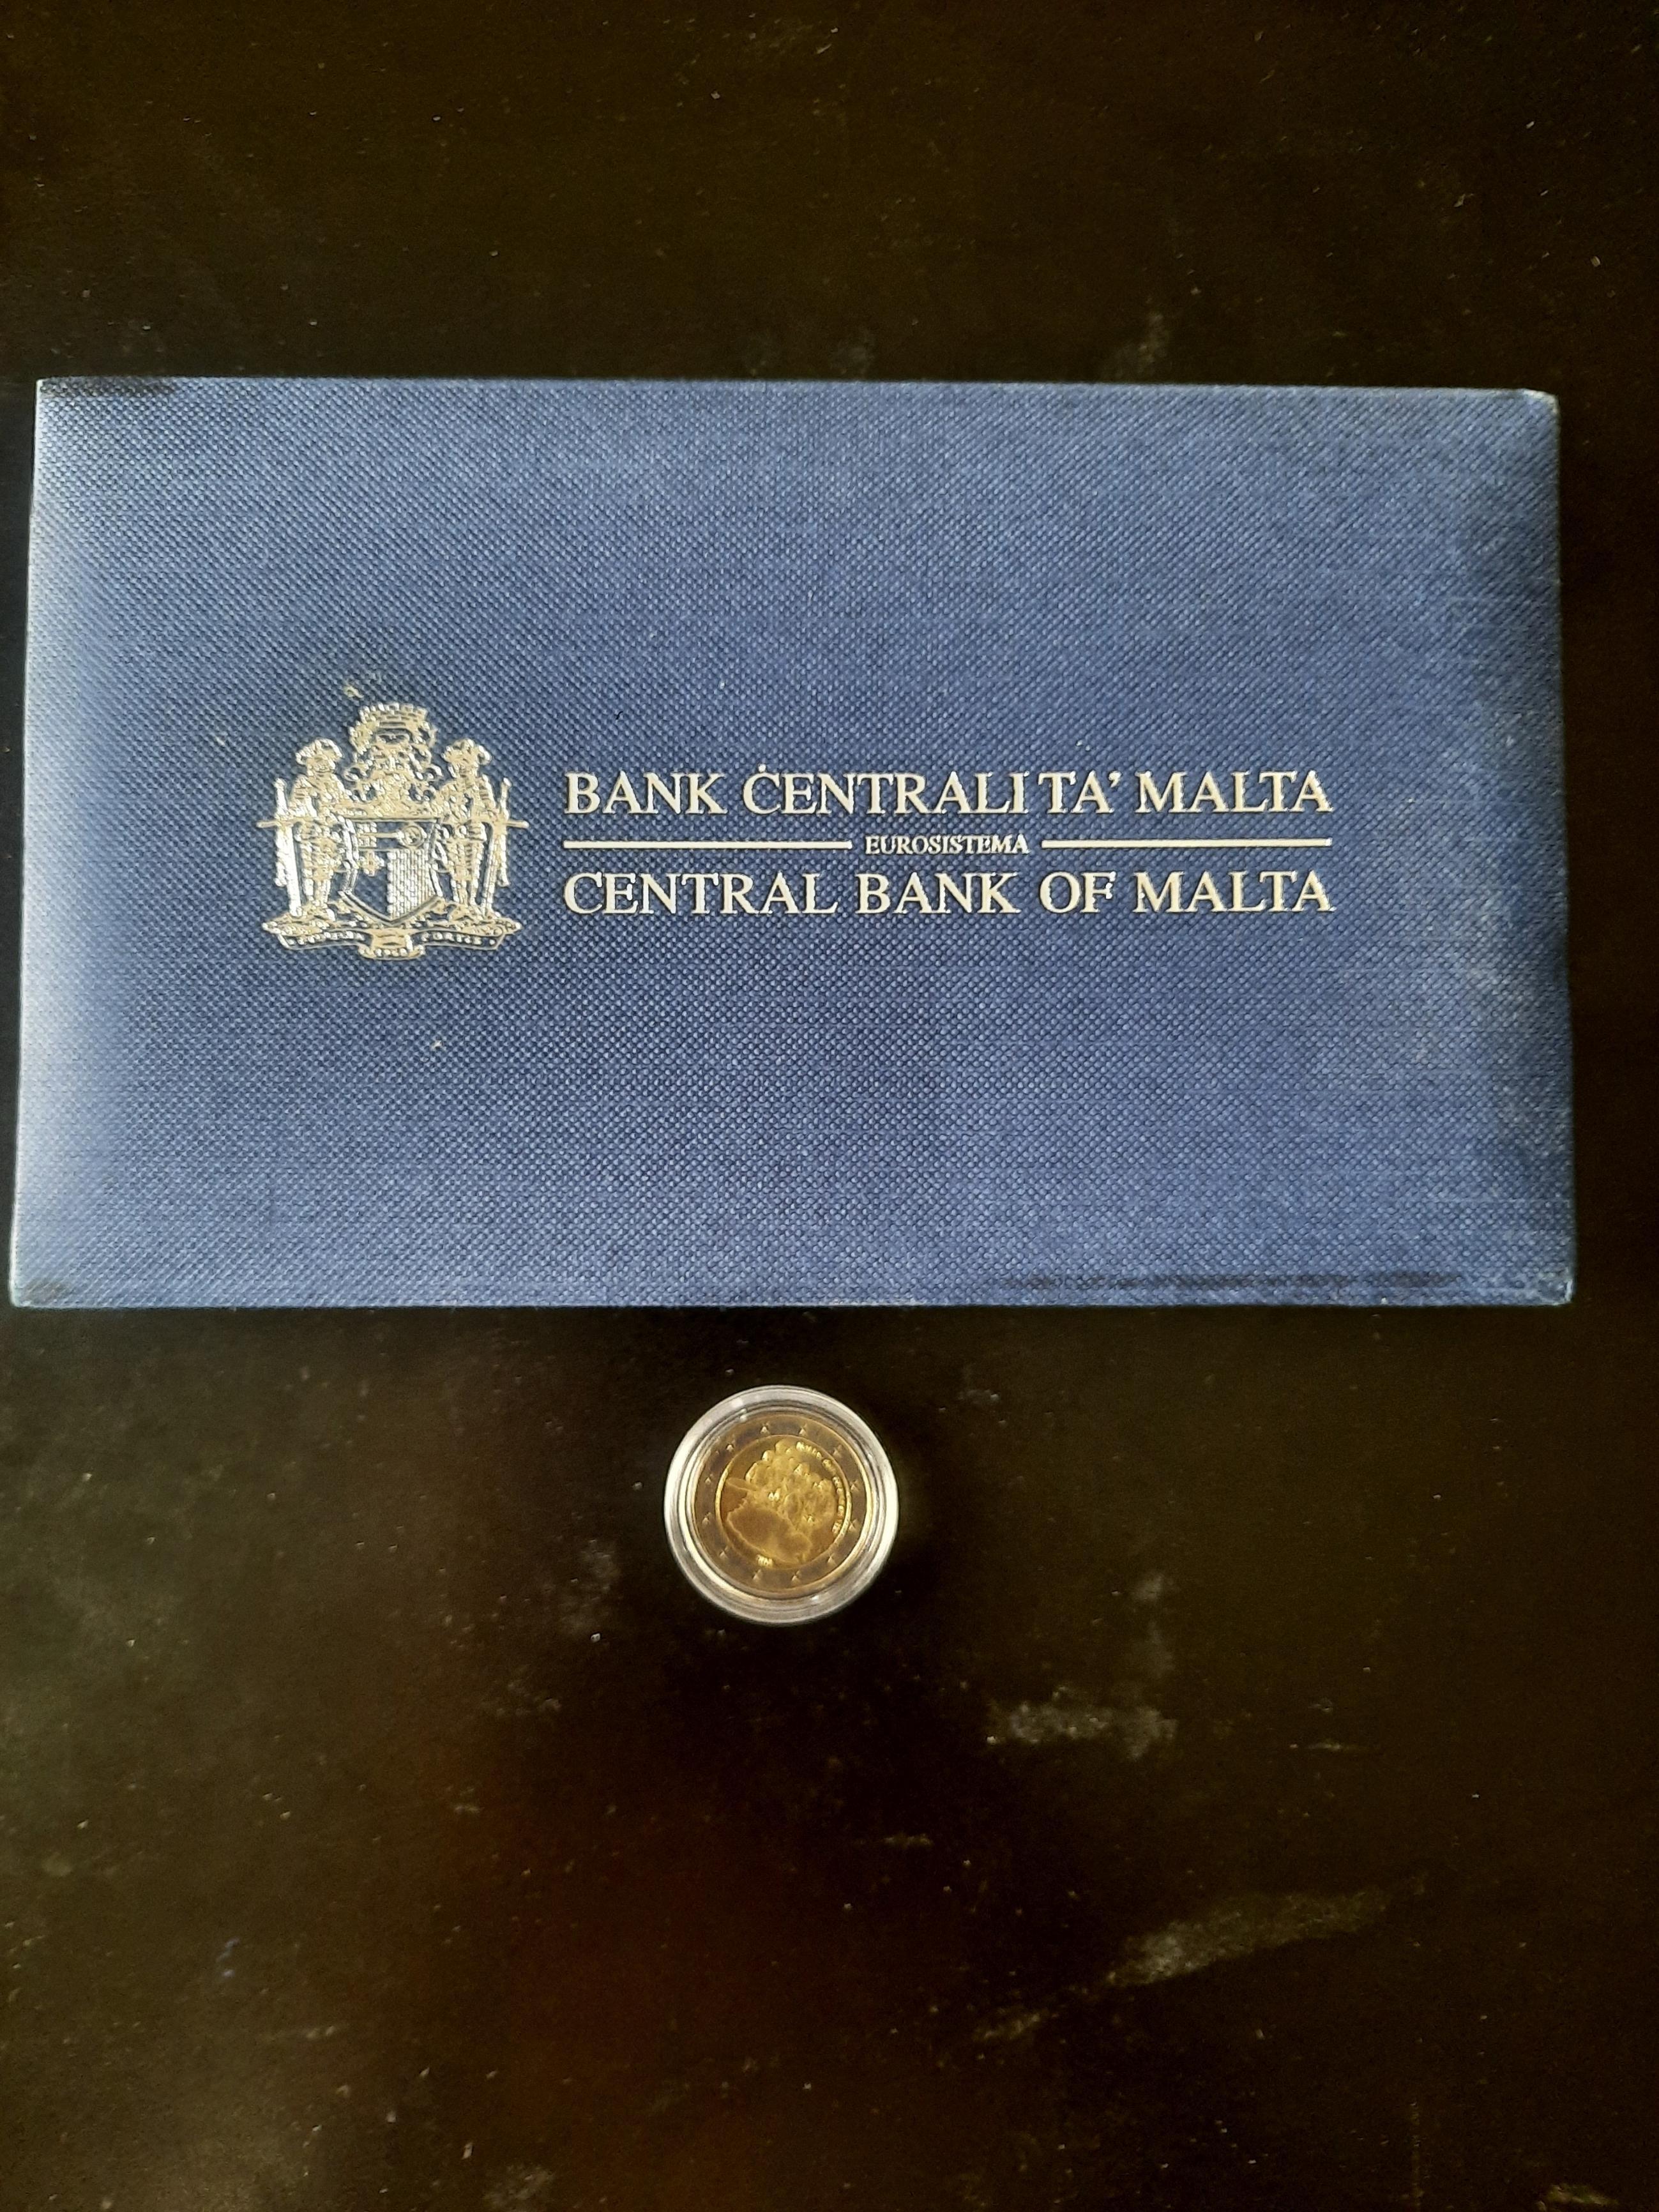 BANK ĊENTRALI TA' MALTA
EUROSISTEMA
CENTRAL BANK OF MALTA